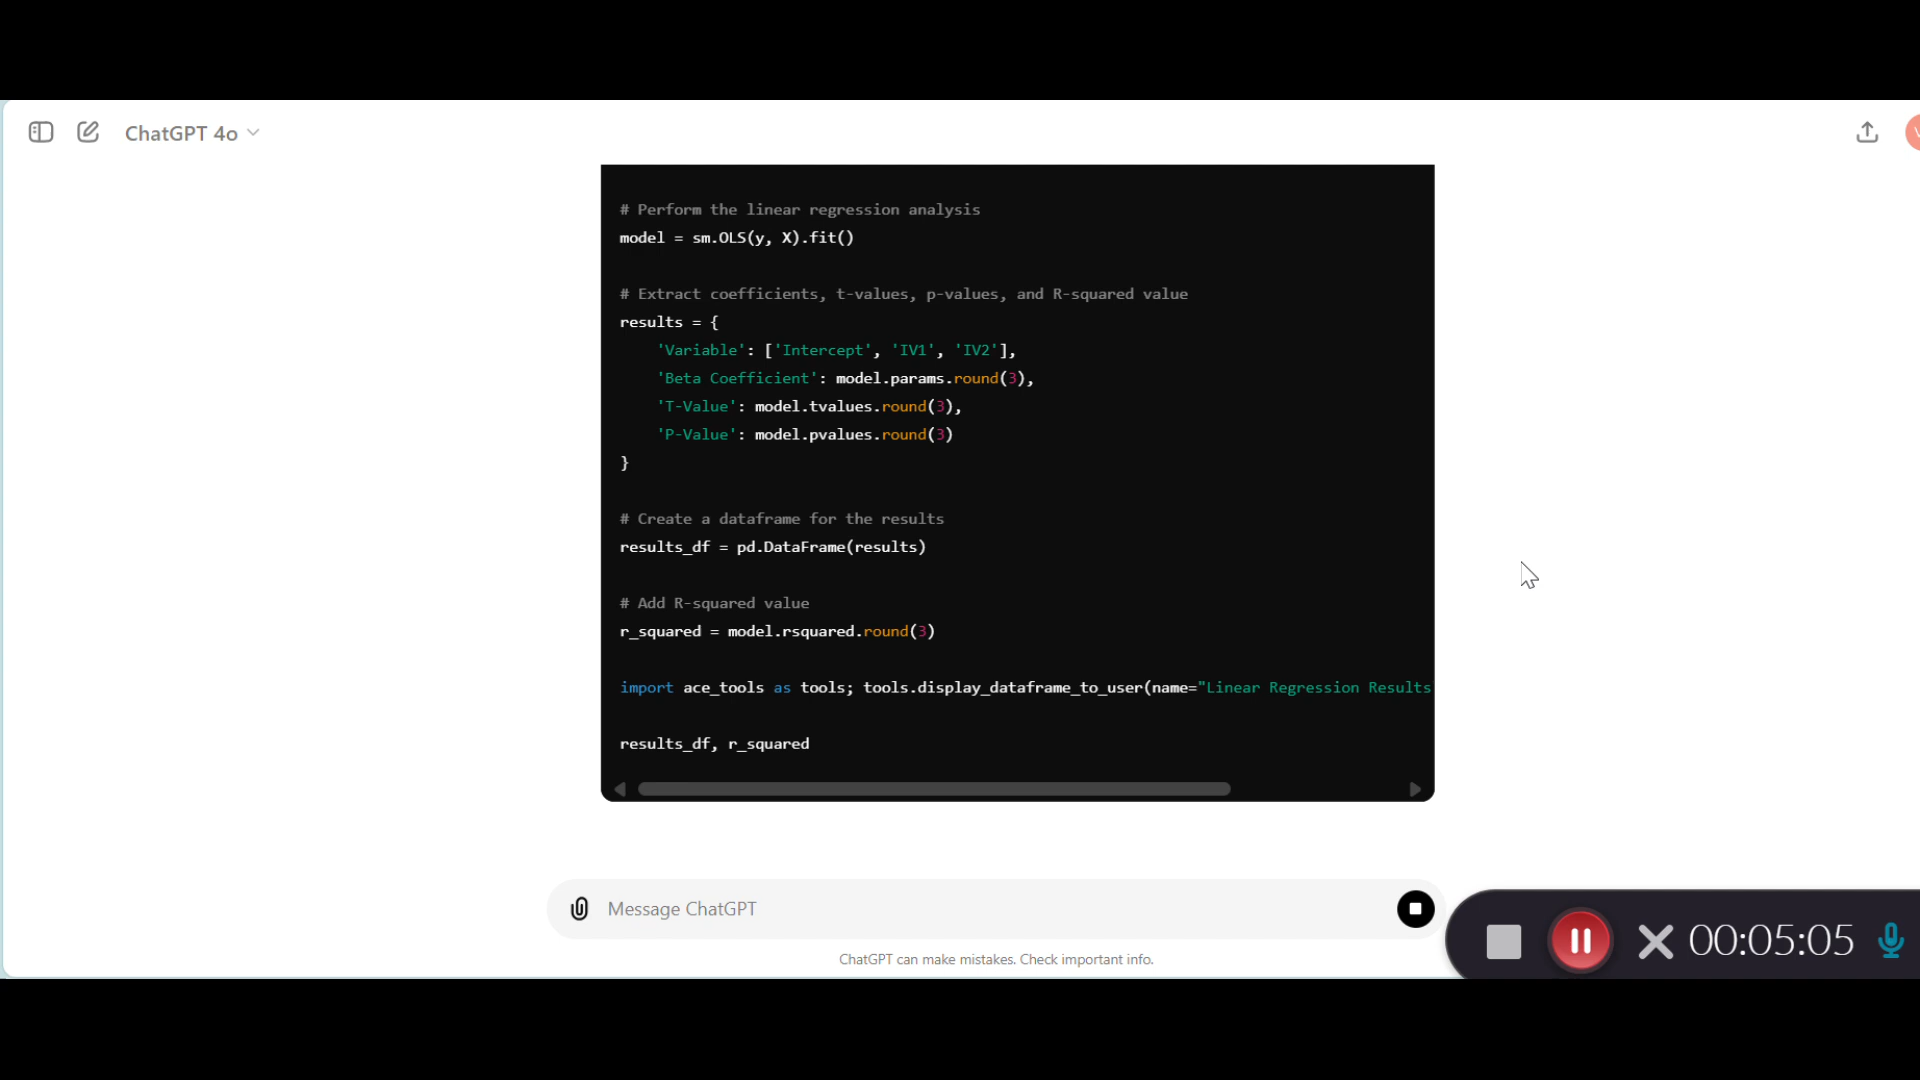 ChatGPT 4o
# Perform the linear regression analysis
model = sm.OLS(y, X).fit()
# Extract coefficients, t-values, p-values, and R-squared value
results = {
'Variable': ['Intercept', 'IV1', 'IV2'],
'Beta Coefficient': model.params.round(3),
'T-Value': model.tvalues.round(3),
'P-Value': model.pvalues.round(3)
}
# Create a dataframe for the results
results_df = pd.DataFrame(results)
# Add R-squared value
r_squared = model.rsquared.round(3)
import ace_tools as tools; tools.display_dataframe_to_user(name="Linear Regression Results
results_df, r_squared
Message ChatGPT
ChatGPT can make mistakes. Check important info.
00:05:05